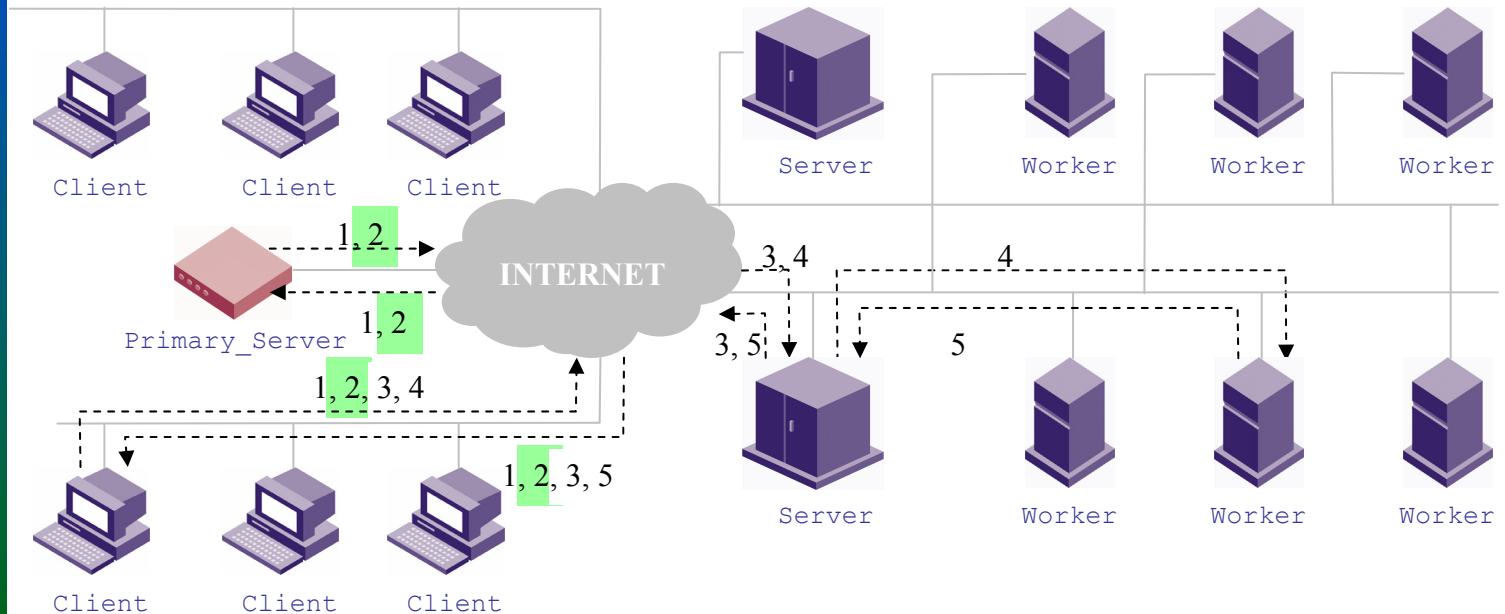 Client Client Client
Server Worker Worker Worker
1, 2
INTERNET
3, 4
4
Primary_Server
1, 2
3, 5
5
1, 2, 3, 4
1, 2, 3, 5
Server Worker Worker Worker
Client Client Client